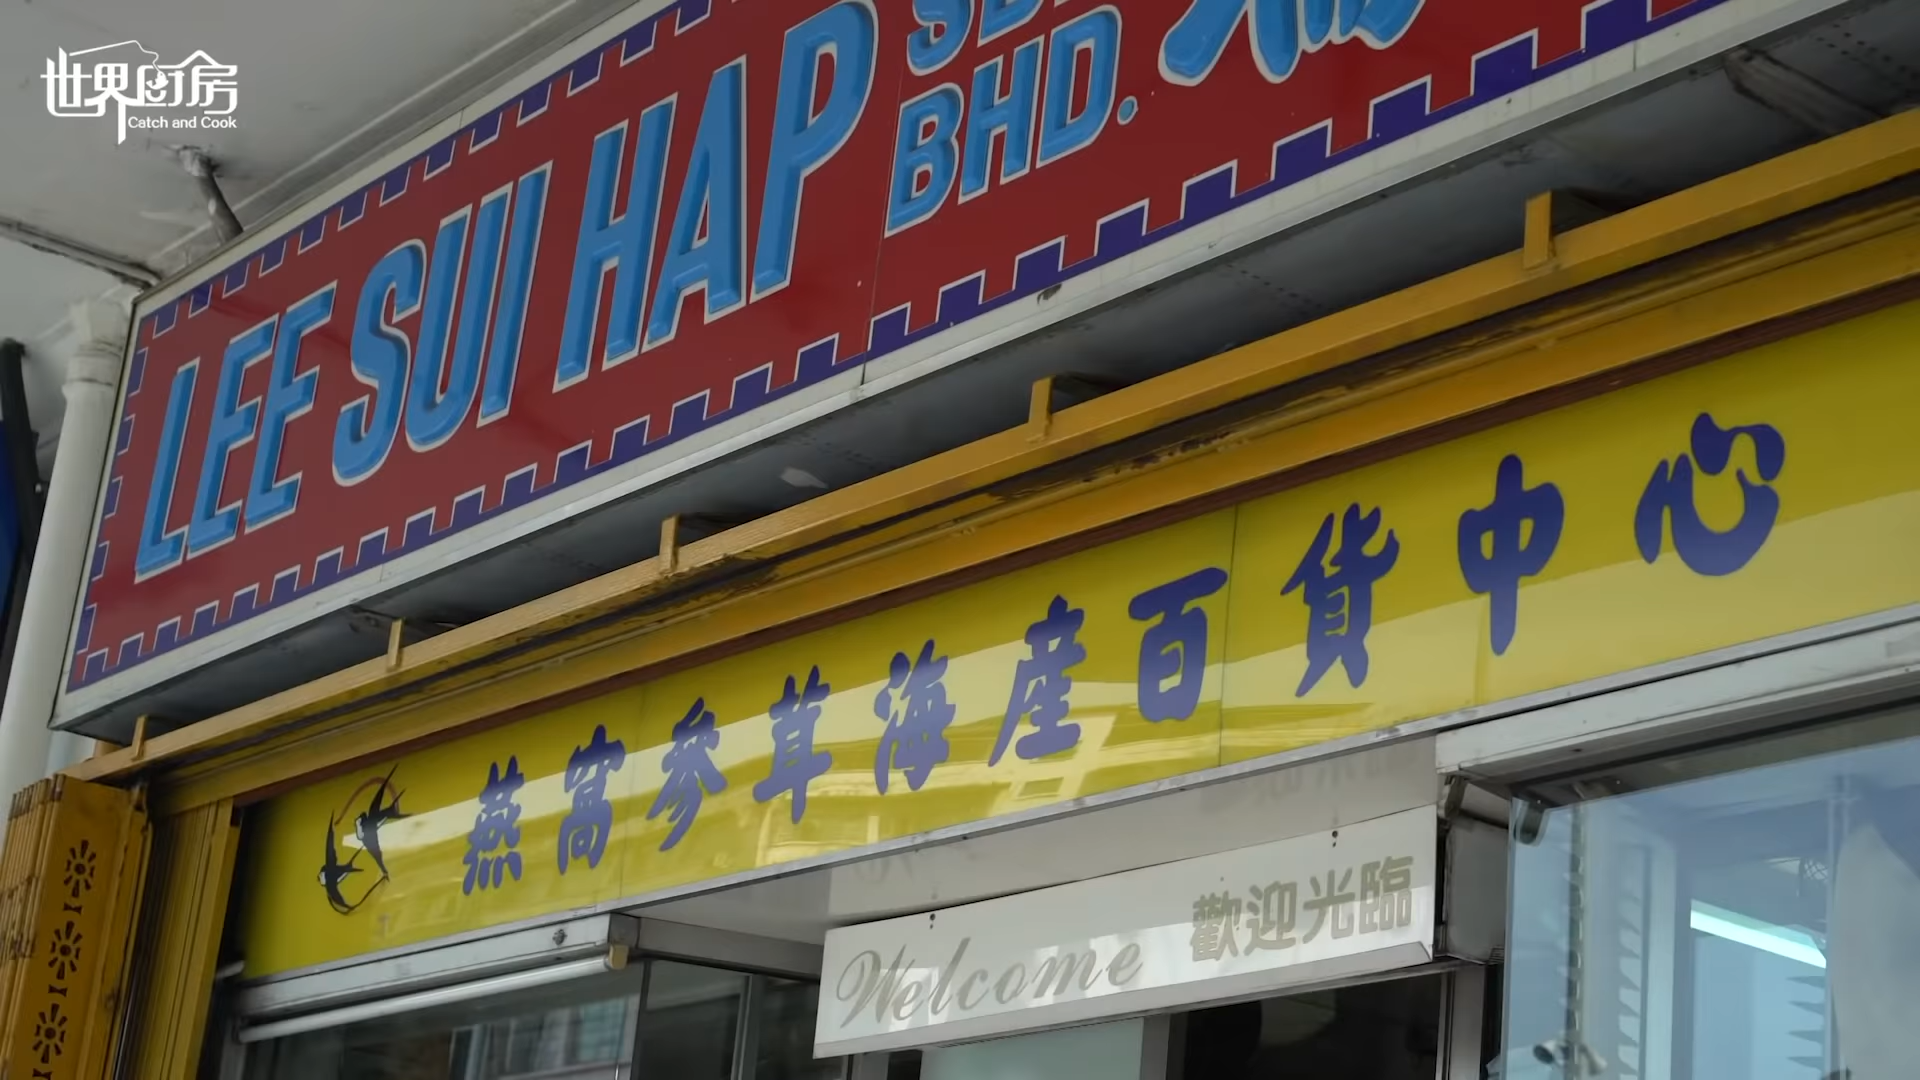 世界厨房
Catch and Cook
LEE SUI HAP
BHD.
燕窩參茸海產百貨中心
Welcome 歡迎光臨